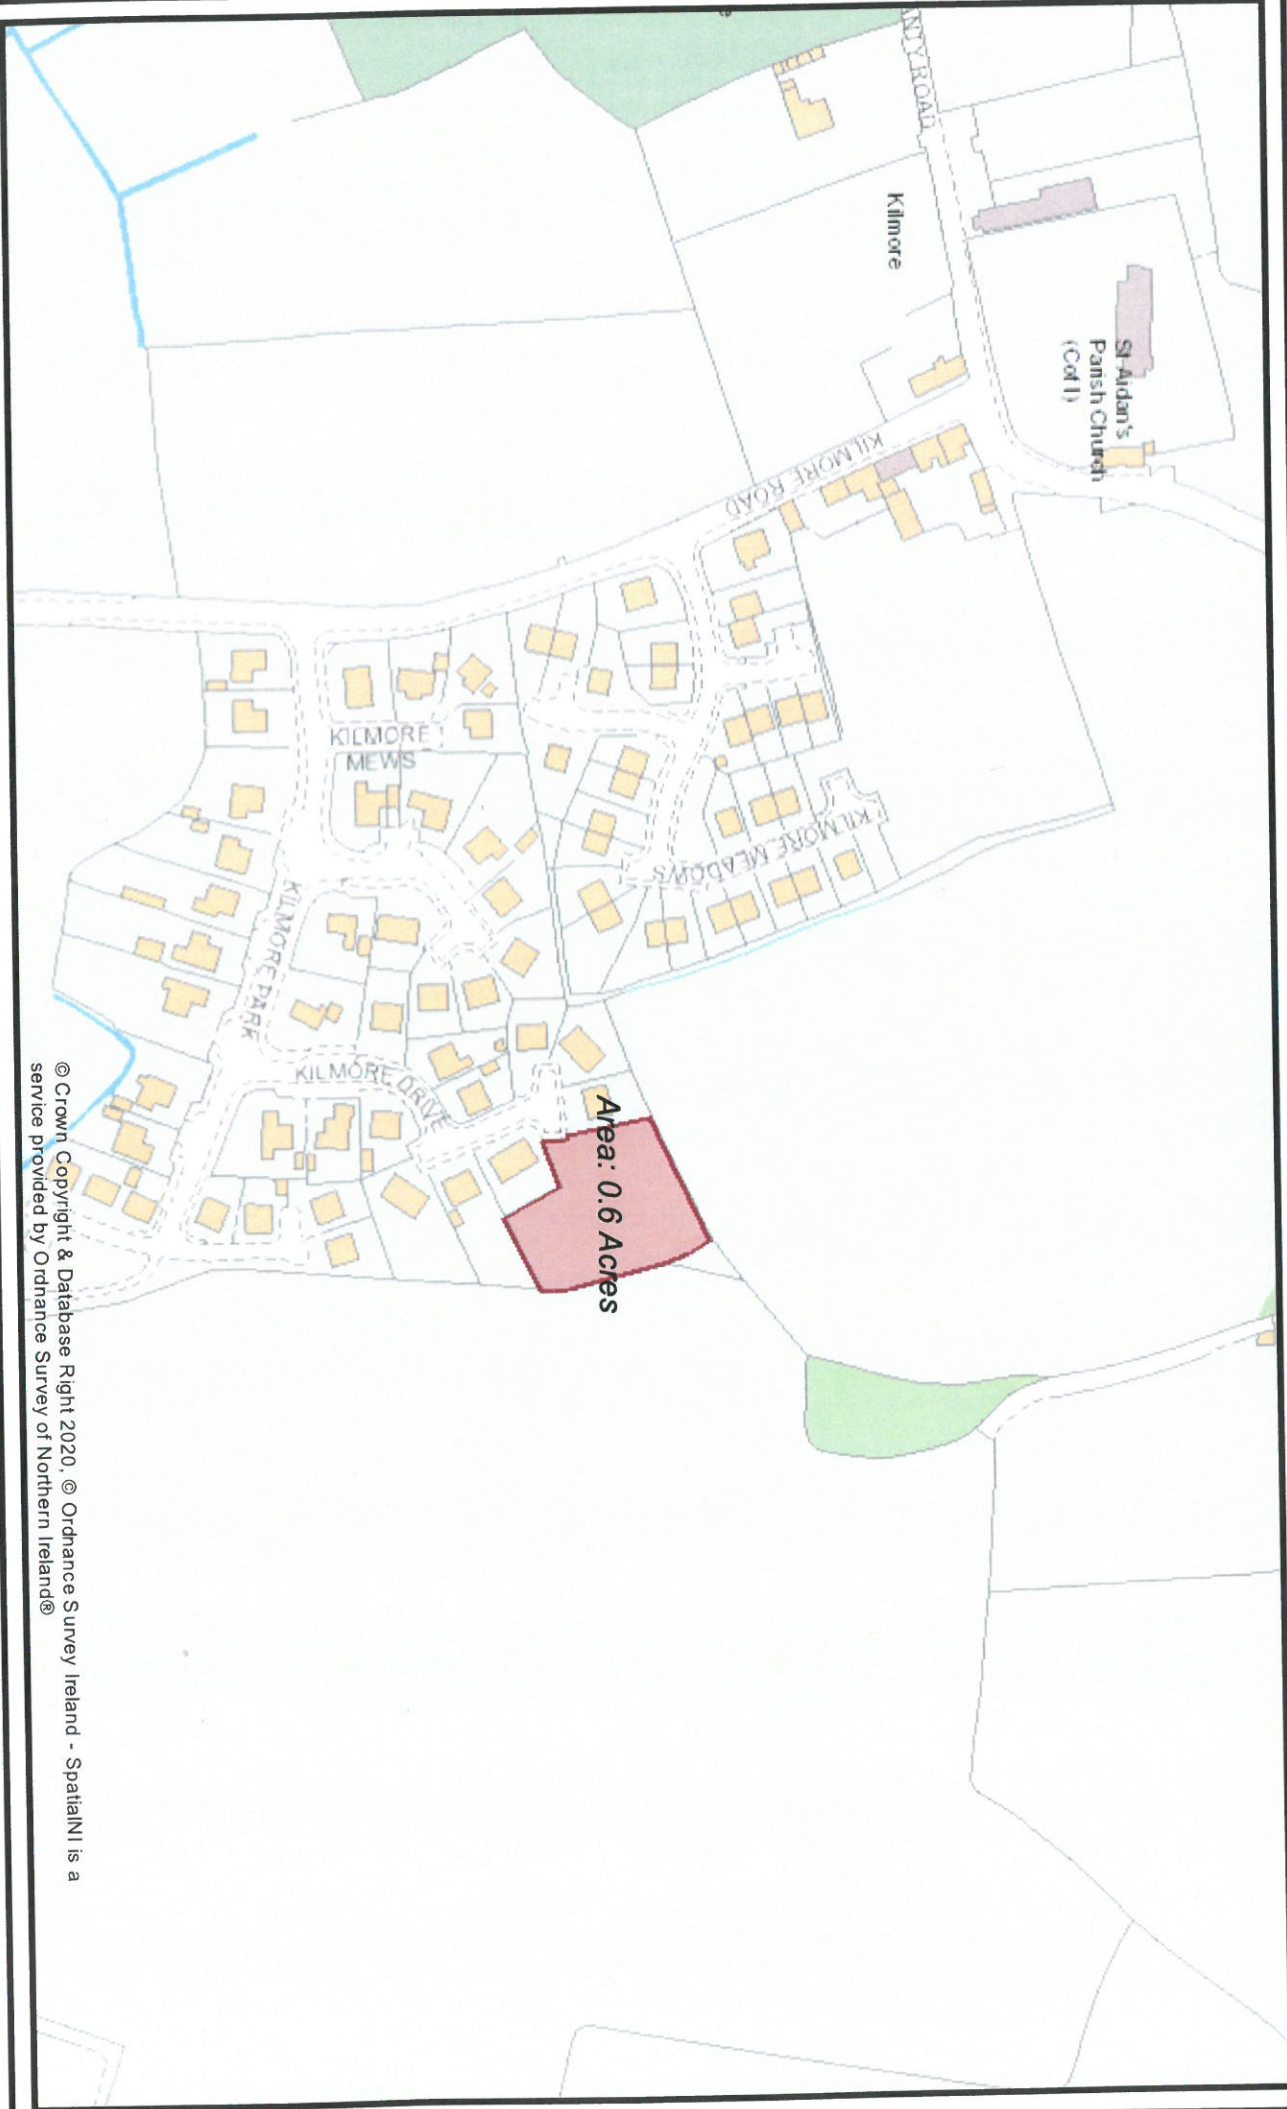 Kilmore
St Aidan's
Parish Church
(Cof I)
KILMORE ROAD
KILMORE
MEWS
KILMORE MEADOWS
KILMORE PARK
KILMORE DRIVE
Area: 0.6 Acres
© Crown Copyright & Database Right 2020, © Ordnance Survey Ireland - SpatialNI is a
service provided by Ordnance Survey of Northern Ireland®